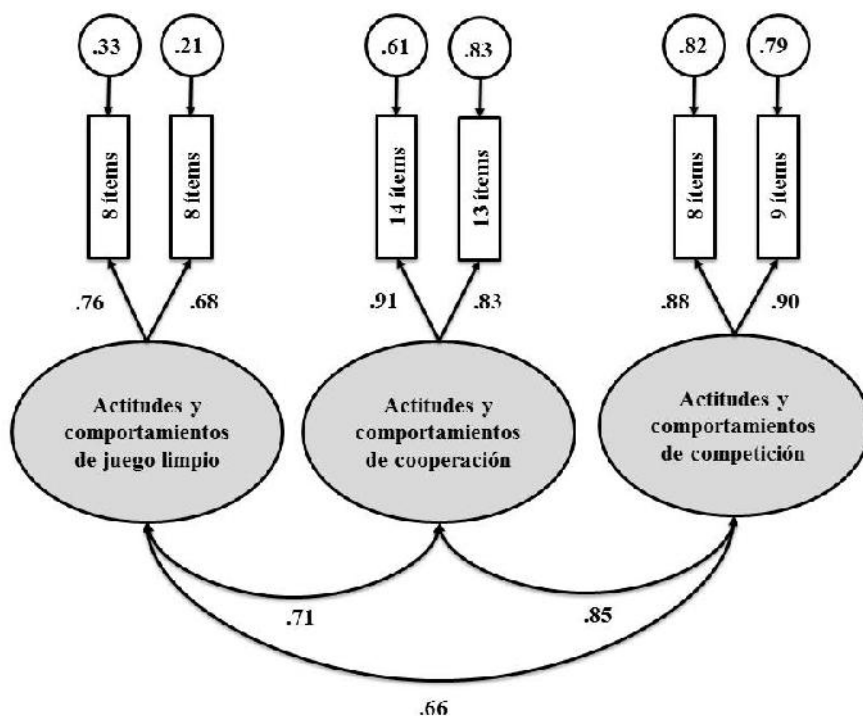 .33
.21
.61
.83
.82
.79
8 ítems
8 ítems
14 ítems
13 ítems
8 ítems
9 ítems
.76
.68
.91
.83
.88
.90
Actitudes y
comportamientos
de juego limpio
Actitudes y
comportamientos
de cooperación
Actitudes y
comportamientos
de competición
.71
.85
.66